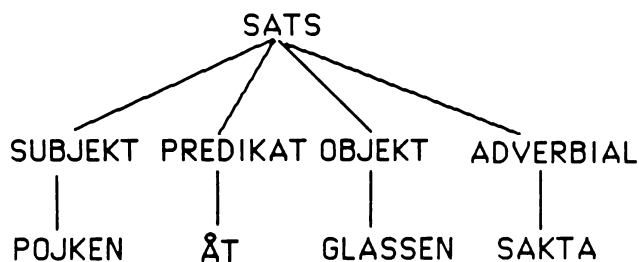 SATS
SUBJEKT PREDIKAT OBJEKT ADVERBIAL
POJKEN ÅT GLASSEN SAKTA